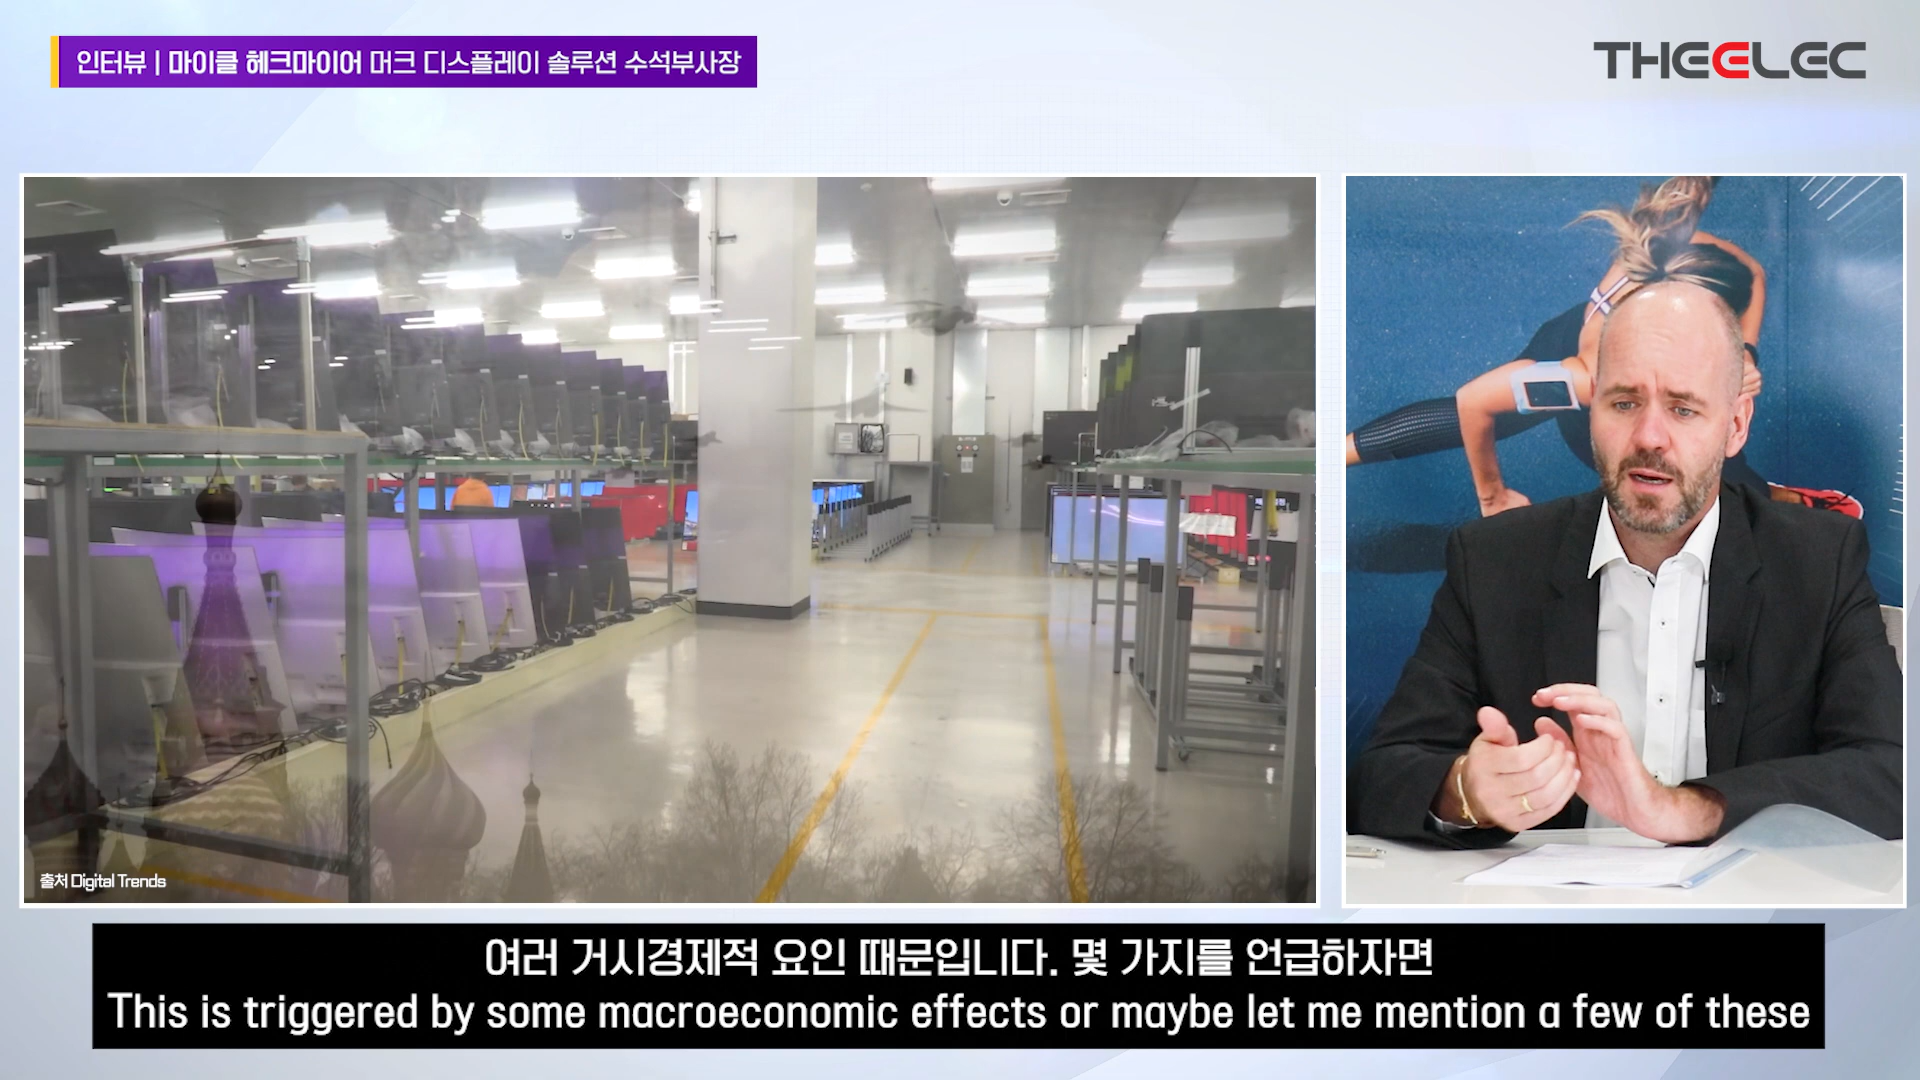 인터뷰 | 마이클 헤크마이어 머크 디스플레이 솔루션 수석부사장
THEELEC
출처 Digital Trends
여러 거시경제적 요인 때문입니다. 몇 가지를 언급하자면
This is triggered by some macroeconomic effects or maybe let me mention a few of these